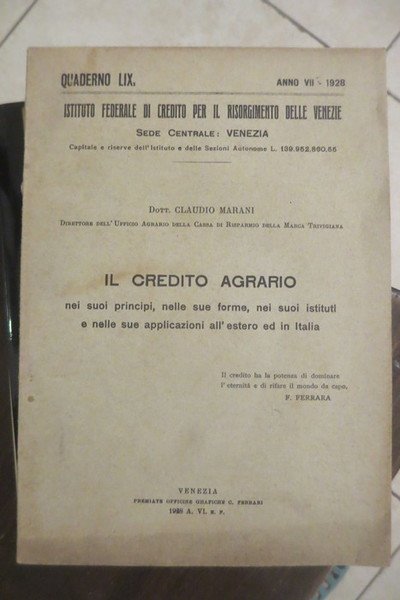 QUADERNO LIX.
ANNO VII - 1928
ISTITUTO FEDERALE DI CREDITO PER IL RISORGIMENTO DELLE VENEZIE
SEDE CENTRALE: VENEZIA
Capitale e riserve dell'Istituto e delle Sezioni Autonome L. 139.952,860,55
DOTT. CLAUDIO MARANI
DIRETTORE DELL'UFFICIO AGRARIO DELLA CASSA DI RISPARMIO DELLA MARCA TRIVIGIANA
IL CREDITO AGRARIO
nei suoi principi, nelle sue forme, nei suoi istituti
e nelle sue applicazioni all'estero ed in Italia
Il credito ha la potenza di dominare
l'eternità e di rifare il mondo da capo.
F. FERRARA
VENEZIA
PREMIATE OFFICINE GRAFICHE C. FERRARI
1928 A. VI. E. F.